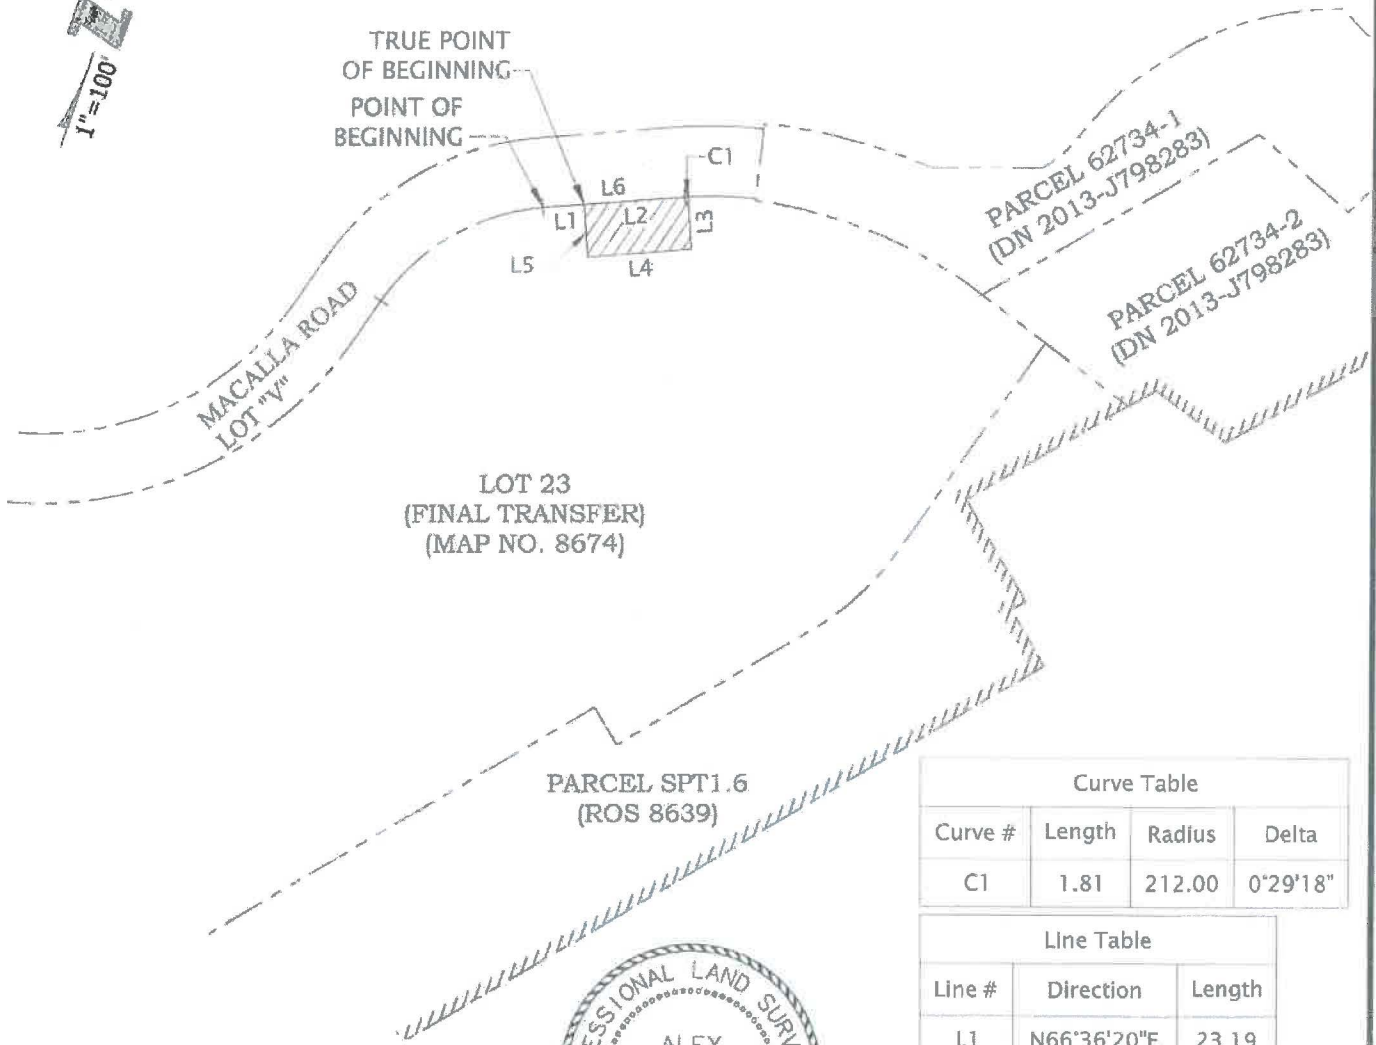 1"=100'
TRUE POINT
OF BEGINNING
POINT OF
BEGINNING
C1
L6
L1
L2
L3
L5
L4
PARCEL 62734-1
(DN 2013-J798283)
PARCEL 62734-2
(DN 2013-J798283)
MACALLA ROAD
LOT "V"
LOT 23
(FINAL TRANSFER)
(MAP NO. 8674)
PARCEL SPT1.6
(ROS 8639)
Curve Table
Curve # Length Radius Delta
C1 1.81 212.00 0°29'18"
Line Table
Line # Direction Length
L1 N66°36'20"E 23.19
ALEX